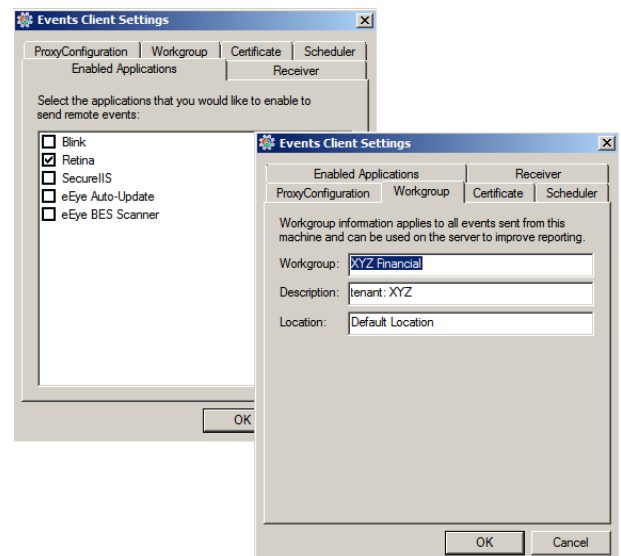 Events Client Settings
ProxyConfiguration Workgroup Certificate Scheduler
Enabled Applications Receiver
Select the applications that you would like to enable to
send remote events:
Blink
Retina
SecureIIS
eEye Auto-Update
eEye BES Scanner
OK
Events Client Settings
Enabled Applications Receiver
ProxyConfiguration Workgroup Certificate Scheduler
Workgroup information applies to all events sent from this
machine and can be used on the server to improve reporting.
Workgroup: XYZ Financial
Description: tenant: XYZ
Location: Default Location
OK Cancel